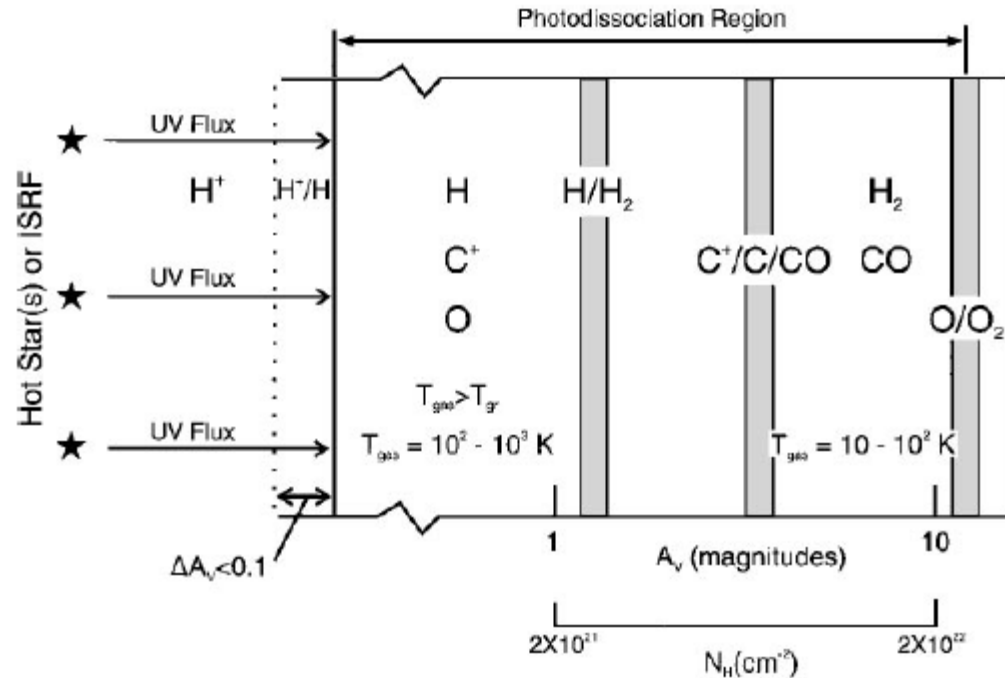 Photodissociation Region
Hot Star(s) or ISRF
UV Flux
H⁺
H⁺/H
H
H/H₂
H₂
C⁺
C⁺/C/CO
CO
UV Flux
O
O/O₂
T_gas>T_gr
UV Flux
T_gas = 10² - 10³ K
T_gas = 10 - 10² K
ΔA_v<0.1
1
A_v (magnitudes)
10
2X10²¹
N_H(cm⁻²)
2X10²²